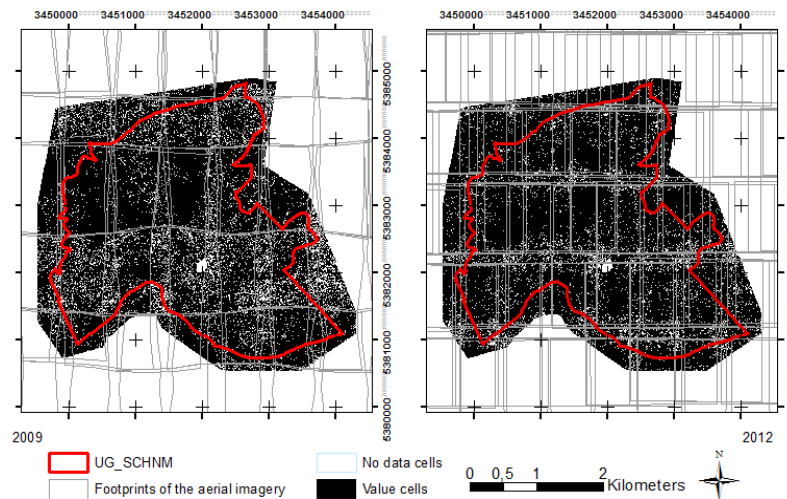 3450000 3451000 3452000 3453000 3454000
3450000 3451000 3452000 3453000 3454000
5385000
5384000
5383000
5382000
5381000
5380000
2009
2012
UG_SCHNM
No data cells
Footprints of the aerial imagery
Value cells
0 0,5 1 2
Kilometers
N